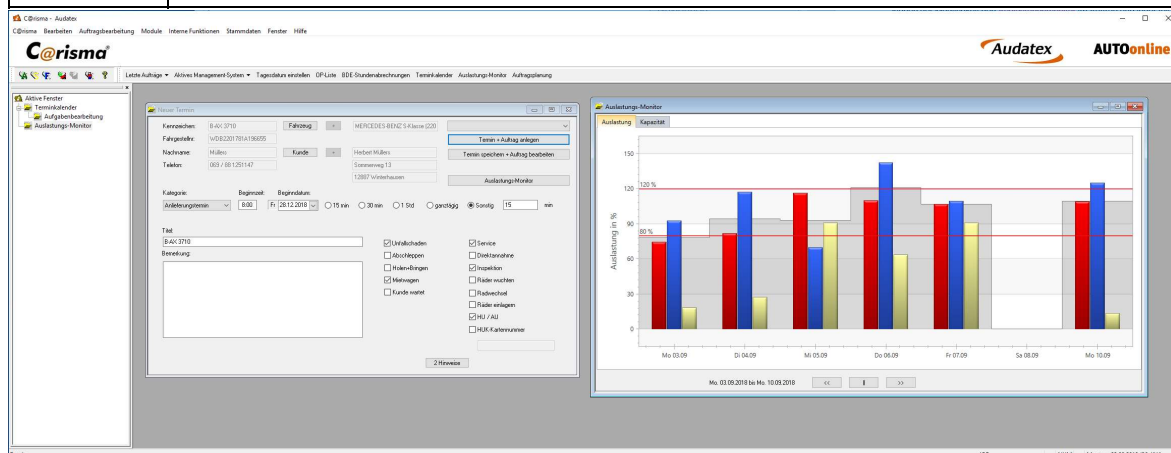 C@risma - Audatex
C@risma Bearbeiten Auftragsbearbeitung Module Interne Funktionen Stammdaten Fenster Hilfe
C@risma
Audatex AUTOonline
Letzte Aufträge Aktives Management-System Tagesdatum einstellen OP-Liste BDE-Stundenabrechnungen Terminkalender Auslastungs-Monitor Auftragsplanung
Aktive Fenster
Terminkalender
Aufgabenbearbeitung
Auslastungs-Monitor
Neuer Termin
Kennzeichen: B-AX 3710 Fahrzeug MERCEDES-BENZ S-Klasse (220
Fahrgestellnr. WDB2201781A196655 Termin + Auftrag anlegen
Nachname: Müllers Kunde Herbert Müllers Termin speichern + Auftrag bearbeiten
Telefon: 069 / 88 1251147 Sommerweg 13
12087 Winterhausen Auslastungs-Monitor
Kategorie: Beginnzeit: Beginndatum:
Anlieferungstermin 8:00 Fr 28.12.2018 15 min 30 min 1 Std ganztägig Sonstig 15 min
Titel:
B-AX 3710
Bemerkung:
Unfallschaden Service
Abschleppen Direktannahme
Holen+Bringen Inspektion
Mietwagen Räder wuchten
Kunde wartet Radwechsel
Räder einlagern
HU / AU
HUK-Kartennummer
2 Hinweise
Auslastungs-Monitor
Auslastung Kapazität
Auslastung in %
150
120 120 %
90
80 %
60
30
0
Mo 03.09 Di 04.09 Mi 05.09 Do 06.09 Fr 07.09 Sa 08.09 Mo 10.09
Mo. 03.09.2018 bis Mo. 10.09.2018 << || >>